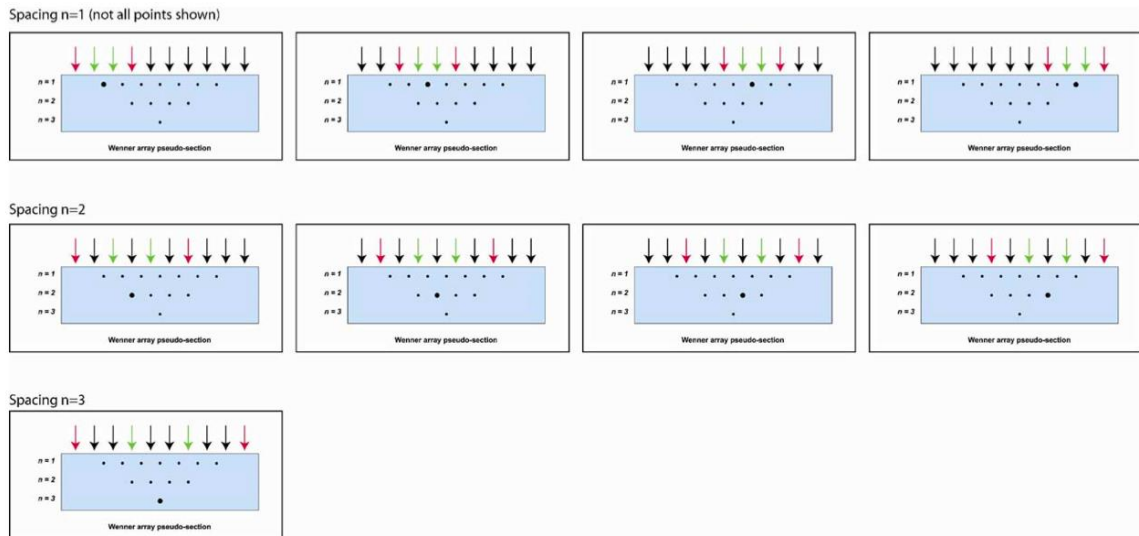 Spacing n=1 (not all points shown)
n = 1
n = 2
n = 3
Wenner array pseudo-section
n = 1
n = 2
n = 3
Wenner array pseudo-section
n = 1
n = 2
n = 3
Wenner array pseudo-section
n = 1
n = 2
n = 3
Wenner array pseudo-section
Spacing n=2
n = 1
n = 2
n = 3
Wenner array pseudo-section
n = 1
n = 2
n = 3
Wenner array pseudo-section
n = 1
n = 2
n = 3
Wenner array pseudo-section
n = 1
n = 2
n = 3
Wenner array pseudo-section
Spacing n=3
n = 1
n = 2
n = 3
Wenner array pseudo-section